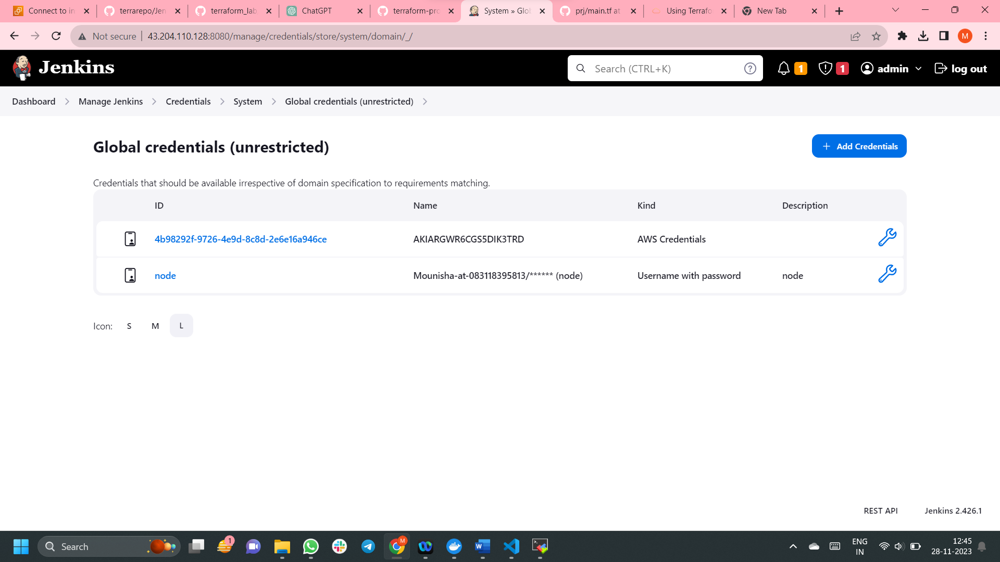 Connect to in
terrarepo/Jen
terraform_lab
ChatGPT
terraform-pro
System » Glob
prj/main.tf at
Using Terrafo
New Tab
Not secure
43.204.110.128:8080/manage/credentials/store/system/domain/_/
M
Jenkins
Search (CTRL+K)
1
1
admin
log out
Dashboard
Manage Jenkins
Credentials
System
Global credentials (unrestricted)
Global credentials (unrestricted)
Add Credentials
Credentials that should be available irrespective of domain specification to requirements matching.
ID Name Kind Description
4b98292f-9726-4e9d-8c8d-2e6e16a946ce AKIARGWR6CGS5DIK3TRD AWS Credentials
node Mounisha-at-083118395813/****** (node) Username with password node
Icon: S M L
REST API Jenkins 2.426.1
Search
1
M
ENG
IN
12:45
28-11-2023